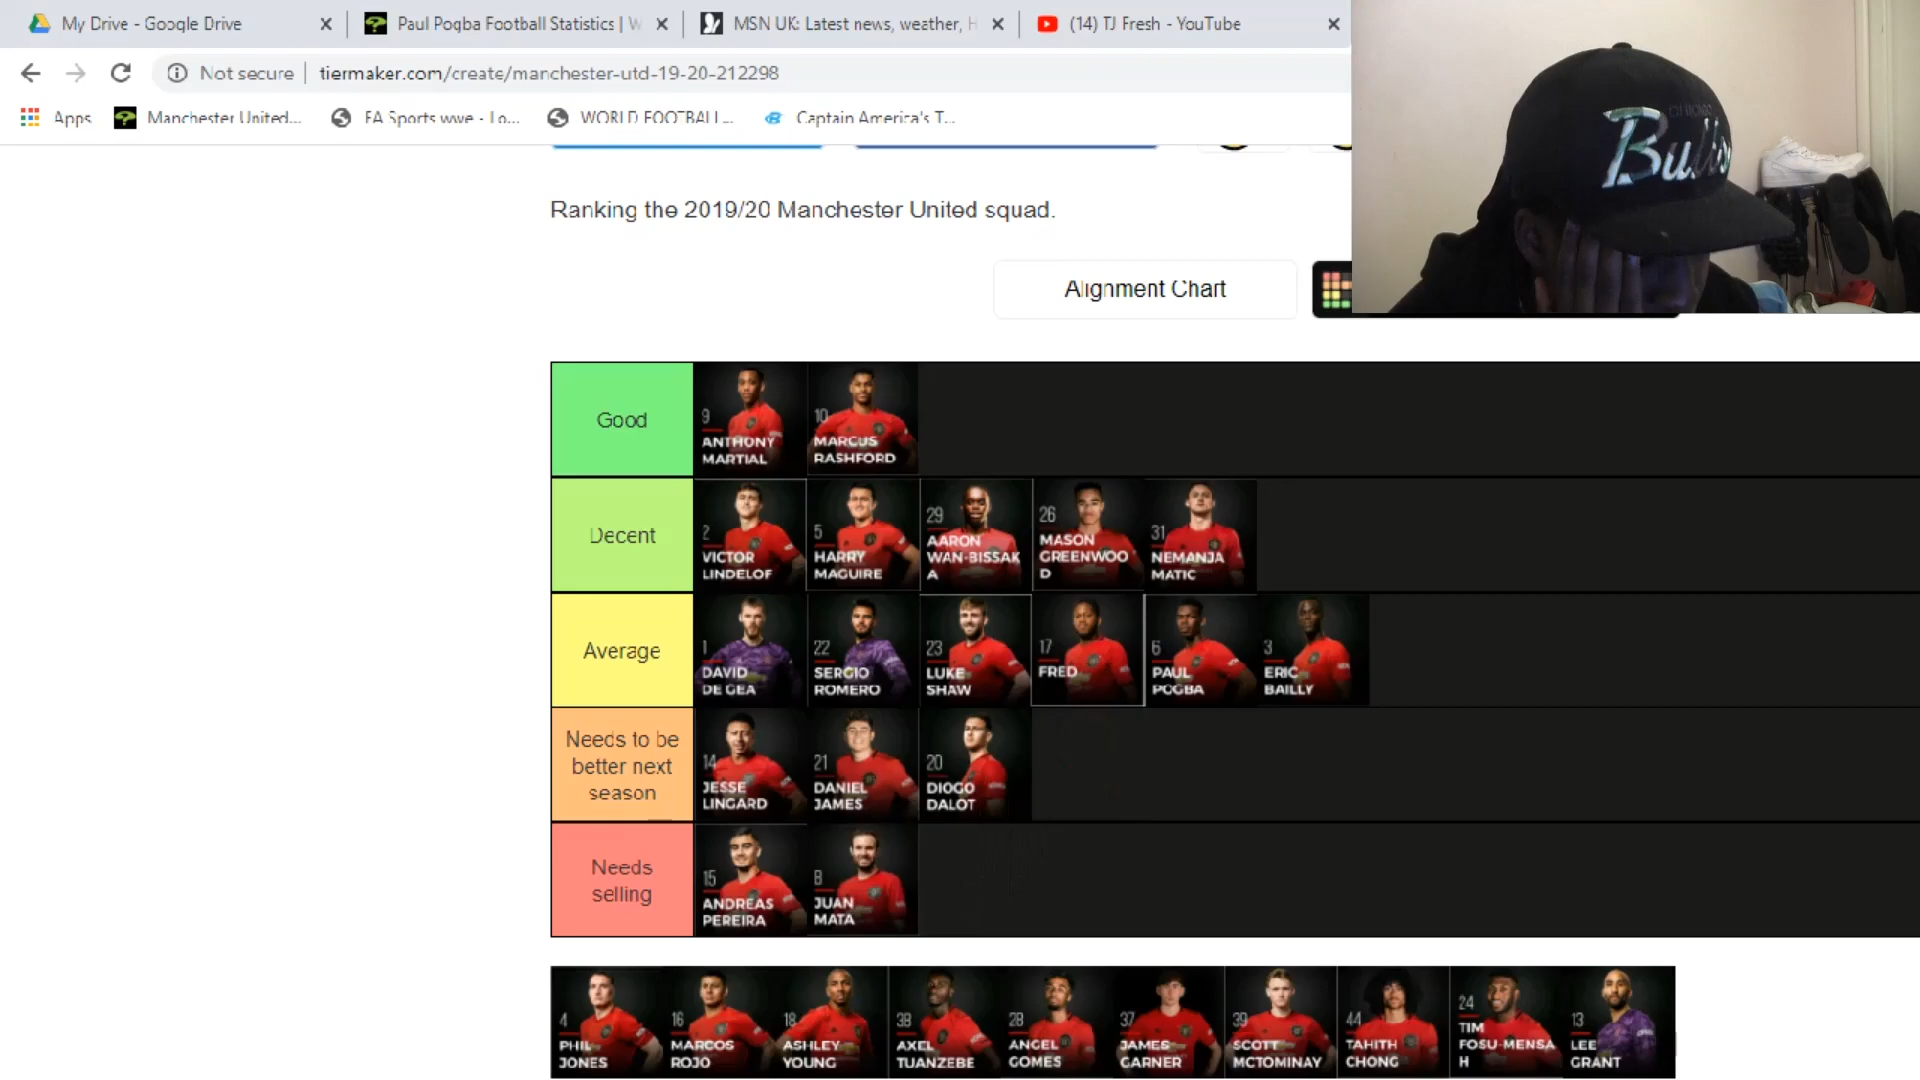 My Drive - Google Drive
Paul Pogba Football Statistics | W
MSN UK: Latest news, weather, H
(14) TJ Fresh - YouTube
Not secure
tiermaker.com/create/manchester-utd-19-20-212298
Apps
Manchester United...
EA Sports wwe - Lo...
WORLD FOOTBALL...
Captain America's T...
CHICAGO
Bulls
Ranking the 2019/20 Manchester United squad.
Alignment Chart
Good
9
ANTHONY
MARTIAL
10
MARCUS
RASHFORD
Decent
2
VICTOR
LINDELOF
5
HARRY
MAGUIRE
29
AARON
WAN-BISSAK
A
26
MASON
GREENWOO
D
31
NEMANJA
MATIC
Average
1
DAVID
DE GEA
22
SERGIO
ROMERO
23
LUKE
SHAW
17
FRED
6
PAUL
POGBA
3
ERIC
BAILLY
Needs to be
better next
season
14
JESSE
LINGARD
21
DANIEL
JAMES
20
DIOGO
DALOT
Needs
selling
15
ANDREAS
PEREIRA
8
JUAN
MATA
4
PHIL
JONES
16
MARCOS
ROJO
18
ASHLEY
YOUNG
38
AXEL
TUANZEBE
28
ANGEL
GOMES
37
JAMES
GARNER
39
SCOTT
MCTOMINAY
44
TAHITH
CHONG
24
TIM
FOSU-MENSA
H
13
LEE
GRANT